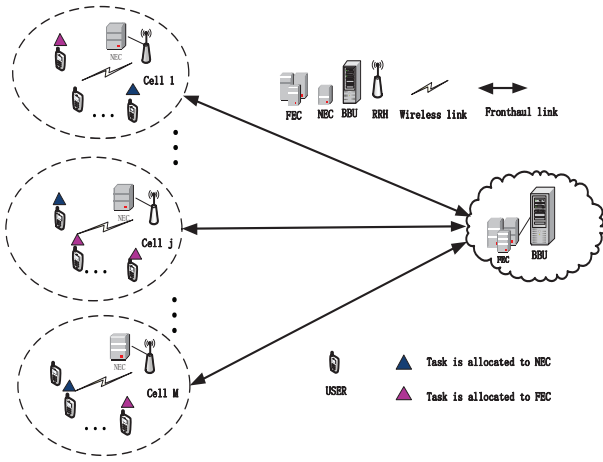 NEC
Cell 1
• • •
FEC NEC BBU RRH Wireless link Fronthaul link
NEC
Cell j
• • •
FEC
BBU
NEC
Cell M
• • •
USER
Task is allocated to NEC
Task is allocated to FEC